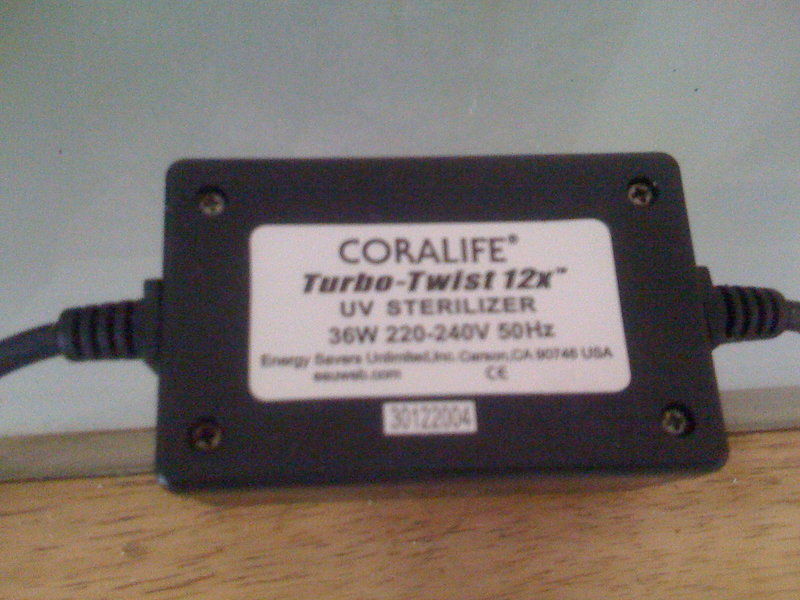 CORALIFE®
Turbo-Twist 12x™
UV STERILIZER
36W 220-240V 50Hz
Energy Savers Unlimited,Inc. Carson,CA 90746 USA
esuweb.com CE
30122004